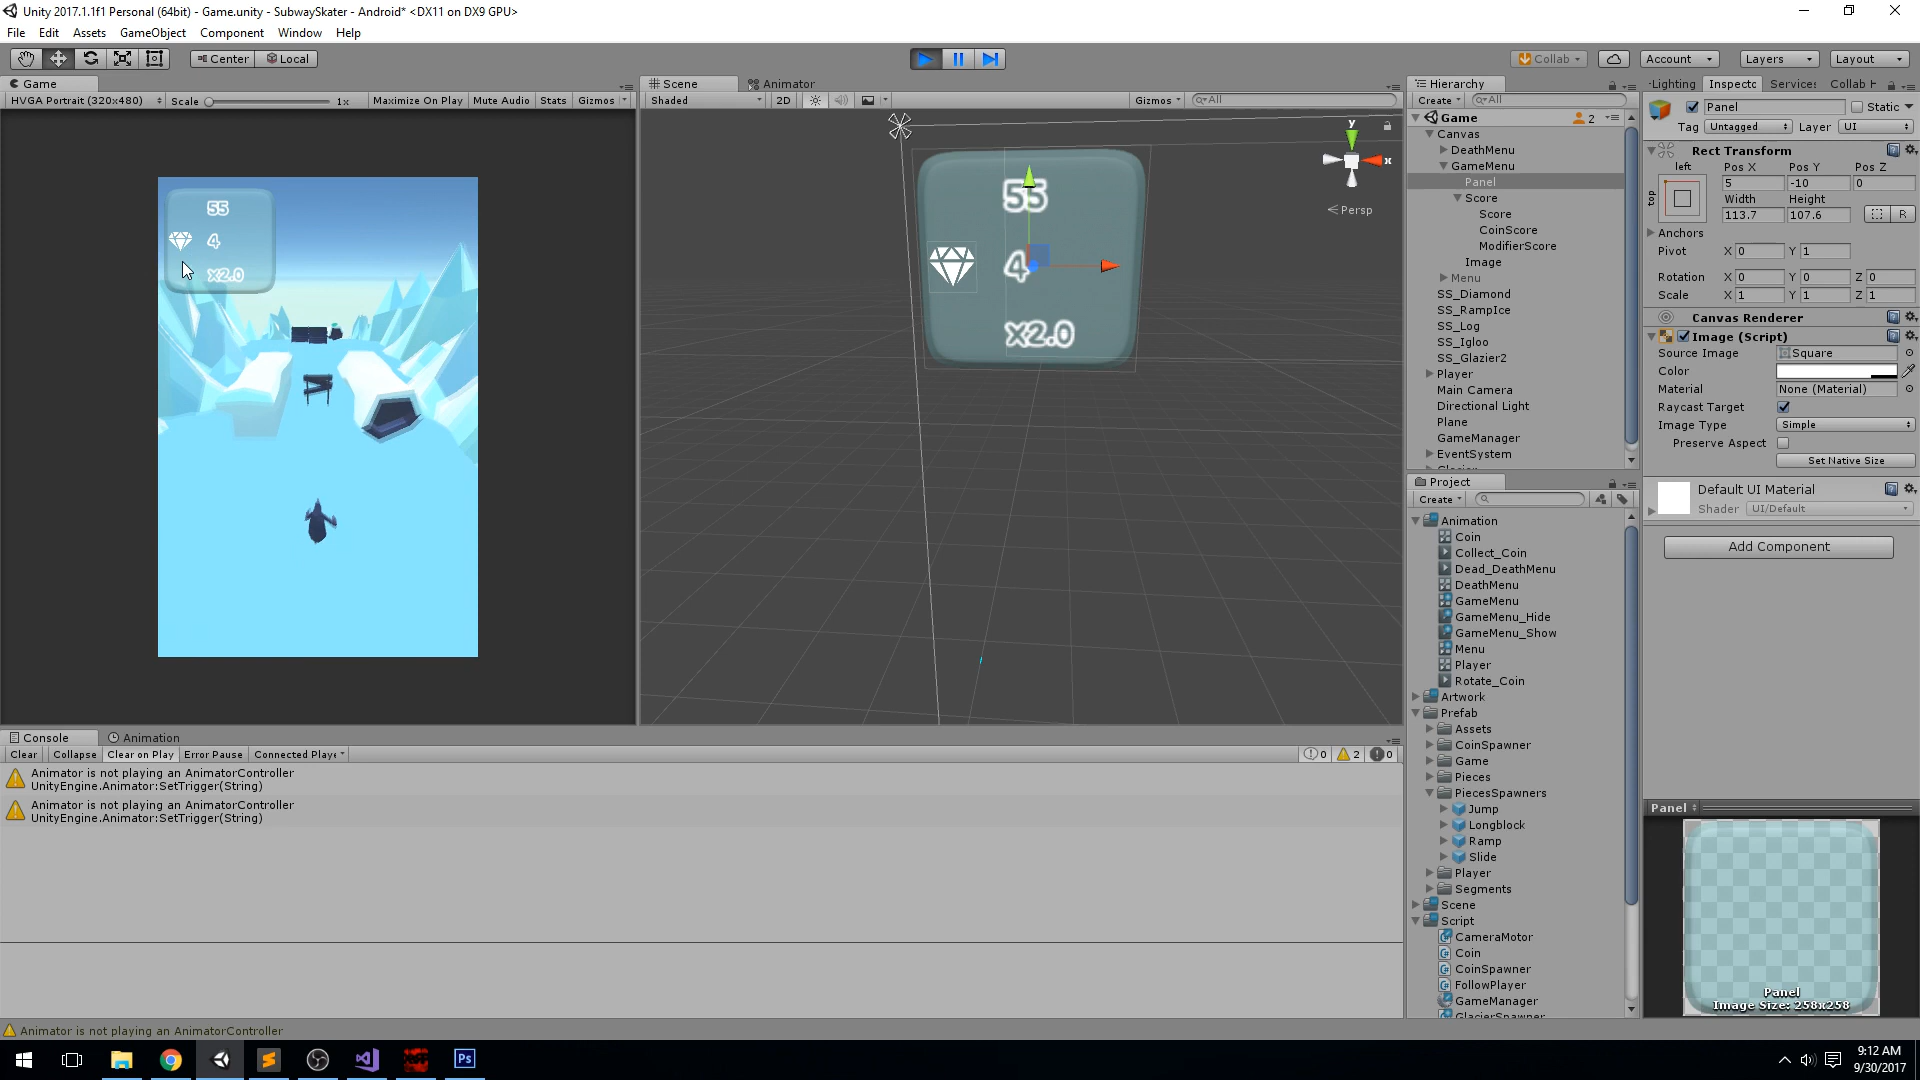 Unity 2017.1.1f1 Personal (64bit) - Game.unity - SubwaySkater - Android* <DX11 on DX9 GPU>
File Edit Assets GameObject Component Window Help
Center Local
Collab Account Layers Layout
Game
HVGA Portrait (320x480) Scale 1x Maximize On Play Mute Audio Stats Gizmos
55
4
x2.0
Scene Animator
Shaded 2D Gizmos All
55
4
x2.0
y
x
Persp
Hierarchy
Create All
Game 2
Canvas
DeathMenu
GameMenu
Panel
Score
Score
CoinScore
ModifierScore
Image
Menu
SS_Diamond
SS_RampIce
SS_Log
SS_Igloo
SS_Glazier2
Player
Main Camera
Directional Light
Plane
GameManager
EventSystem
Project
Create
Animation
Coin
Collect_Coin
Dead_DeathMenu
DeathMenu
GameMenu
GameMenu_Hide
GameMenu_Show
Menu
Player
Rotate_Coin
Artwork
Prefab
Assets
CoinSpawner
Game
Pieces
PiecesSpawners
Jump
Longblock
Ramp
Slide
Player
Segments
Scene
Script
CameraMotor
Coin
CoinSpawner
FollowPlayer
GameManager
GlacierSpawner
Lighting Inspecto Services Collab H
Panel Static
Tag Untagged Layer UI
Rect Transform
left Pos X Pos Y Pos Z
top 5 -10 0
Width Height
113.7 107.6 R
Anchors
Pivot X 0 Y 1
Rotation X 0 Y 0 Z 0
Scale X 1 Y 1 Z 1
Canvas Renderer
Image (Script)
Source Image Square
Color
Material None (Material)
Raycast Target
Image Type Simple
Preserve Aspect
Set Native Size
Default UI Material
Shader UI/Default
Add Component
Panel
Panel
Image Size: 258x258
Console Animation
Clear Collapse Clear on Play Error Pause Connected Playe 0 2 0
Animator is not playing an AnimatorController
UnityEngine.Animator:SetTrigger(String)
Animator is not playing an AnimatorController
UnityEngine.Animator:SetTrigger(String)
Animator is not playing an AnimatorController
Ps
9:12 AM
9/30/2017